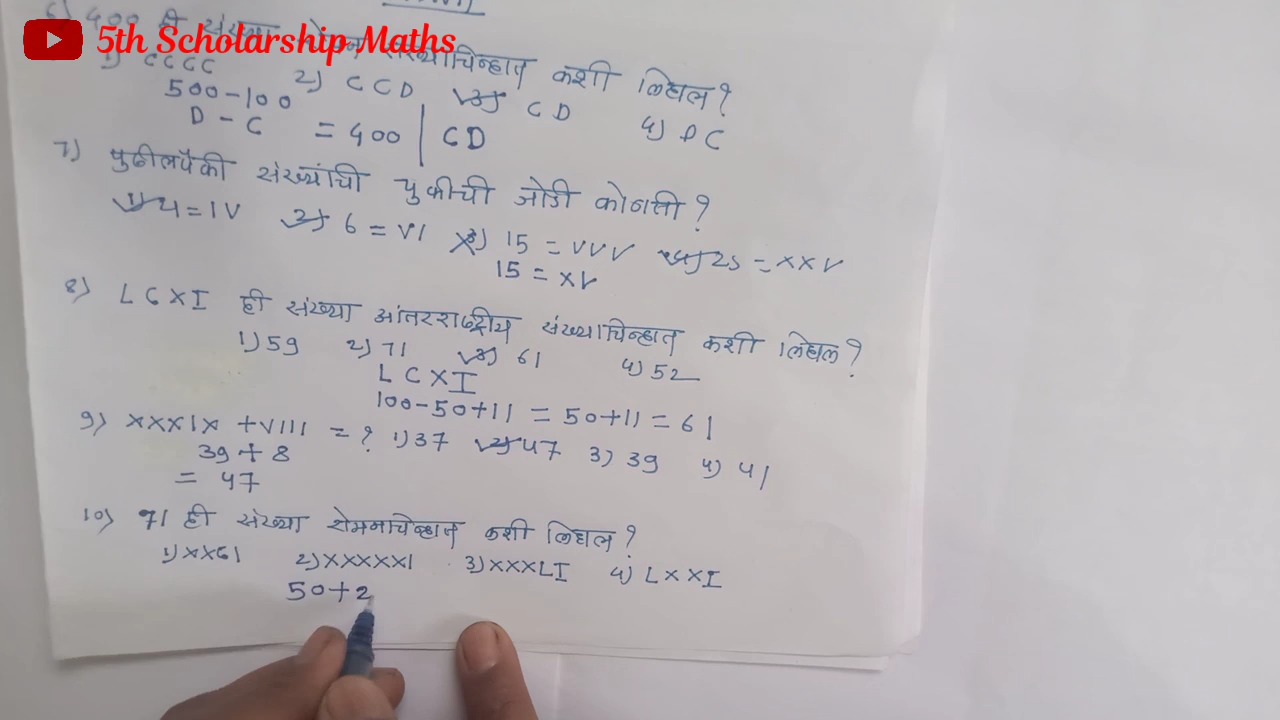 5th Scholarship Maths
6) 400 ही संख्या रोमन संख्याचिन्हात कशी लिहाल?
1) CCCC 2) CCD 3) CD 4) DC
500-100
D - C = 400 | CD
7) पुढीलपैकी संख्यांची चुकीची जोडी कोणती?
1) 4=IV 2) 6 = VI 3) 15 = VVV 4) 25 = XXV
15 = XV
8) LCXI ही संख्या आंतरराष्ट्रीय संख्याचिन्हात कशी लिहाल?
1) 59 2) 71 3) 61 4) 52
LCXI
100-50+11 = 50+11 = 61
9) XXXIX + VIII = ? 1) 37 2) 47 3) 39 4) 41
39 + 8
= 47
10) 71 ही संख्या रोमनचिन्हात कशी लिहाल?
1) XX61 2) XXXXXI 3) XXXLI 4) LXXI
50+2